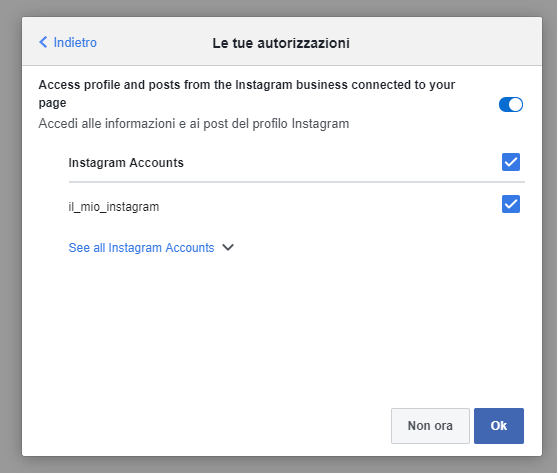 Indietro
Le tue autorizzazioni
Access profile and posts from the Instagram business connected to your
page
Accedi alle informazioni e ai post del profilo Instagram
Instagram Accounts
il_mio_instagram
See all Instagram Accounts
Non ora
Ok